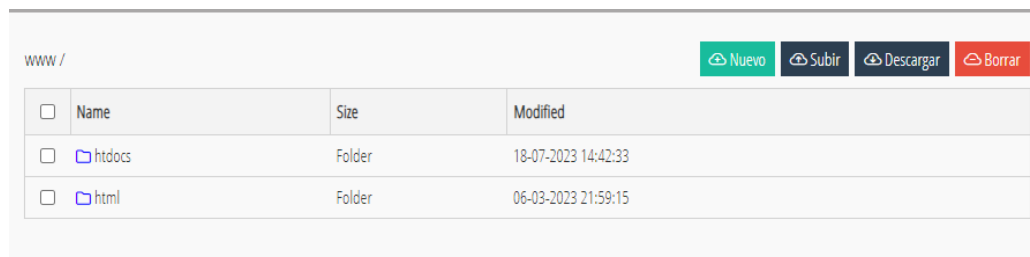 www /
Nuevo Subir Descargar Borrar
Name Size Modified
htdocs Folder 18-07-2023 14:42:33
html Folder 06-03-2023 21:59:15